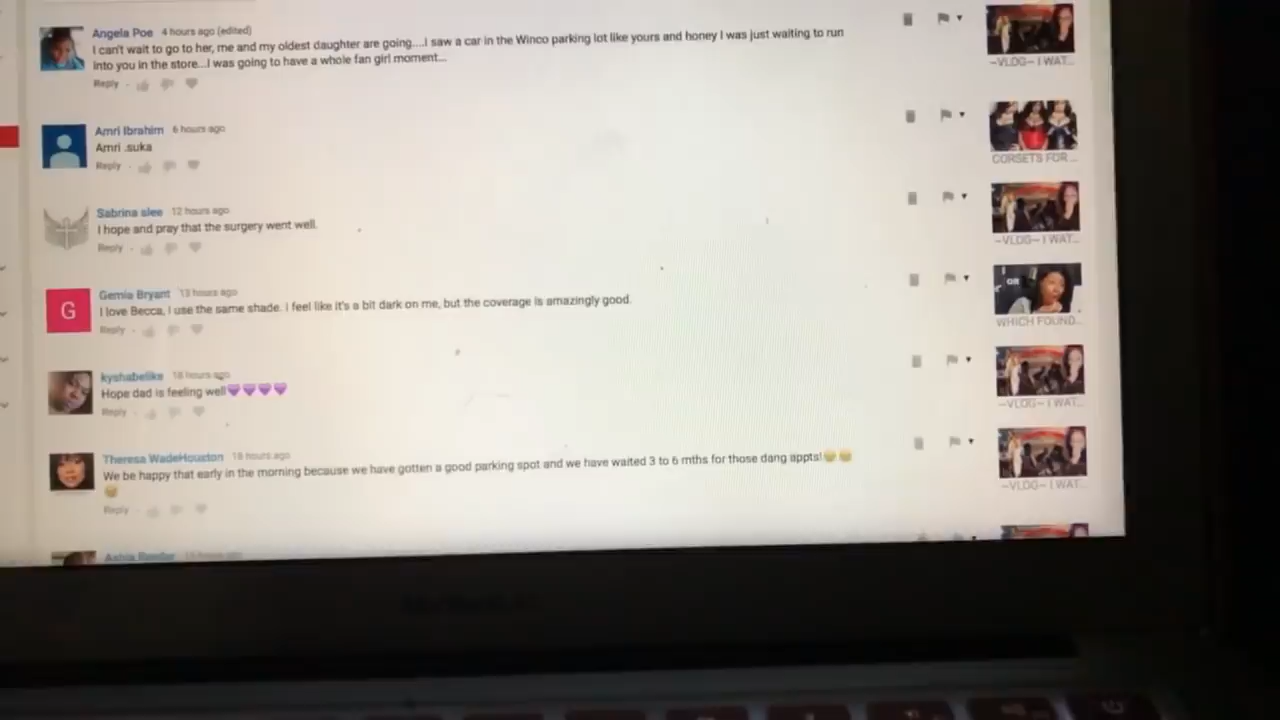 Angela Poe 4 hours ago (edited)
I can't wait to go to her, me and my oldest daughter are going....I saw a car in the Winco parking lot like yours and honey I was just waiting to run
into you in the store...I was going to have a whole fan girl moment...
Reply
~VLOG~ I WAT...
Amri Ibrahim 6 hours ago
Amri .suka
Reply
CORSETS FOR ...
Sabrina slee 12 hours ago
I hope and pray that the surgery went well.
Reply
~VLOG~ I WAT...
G
Gemia Bryant 13 hours ago
I love Becca, I use the same shade. I feel like it's a bit dark on me, but the coverage is amazingly good.
Reply
WHICH FOUND...
kyshabelike 18 hours ago
Hope dad is feeling well💜💜💜💜
Reply
~VLOG~ I WAT...
Theresa WadeHouston 18 hours ago
We be happy that early in the morning because we have gotten a good parking spot and we have waited 3 to 6 mths for those dang appts!
Reply
~VLOG~ I WAT...